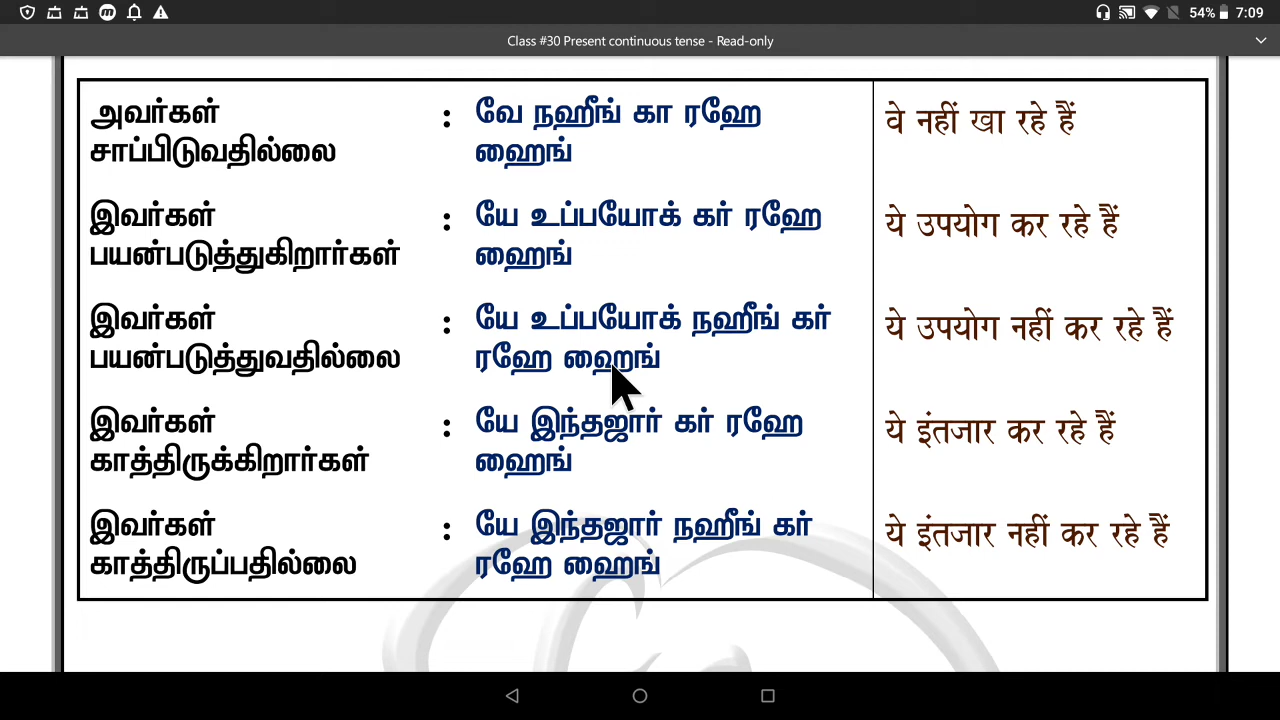 54% 7:09
Class #30 Present continuous tense - Read-only
அவர்கள் : வே நஹீங் கா ரஹே वे नहीं खा रहे हैं
சாப்பிடுவதில்லை ஹைங்
இவர்கள் : யே உப்பயோக் கர் ரஹே ये उपयोग कर रहे हैं
பயன்படுத்துகிறார்கள் ஹைங்
இவர்கள் : யே உப்பயோக் நஹீங் கர் ये उपयोग नहीं कर रहे हैं
பயன்படுத்துவதில்லை ரஹே ஹைங்
இவர்கள் : யே இந்தஜார் கர் ரஹே ये इंतजार कर रहे हैं
காத்திருக்கிறார்கள் ஹைங்
இவர்கள் : யே இந்தஜார் நஹீங் கர் ये इंतजार नहीं कर रहे हैं
காத்திருப்பதில்லை ரஹே ஹைங்